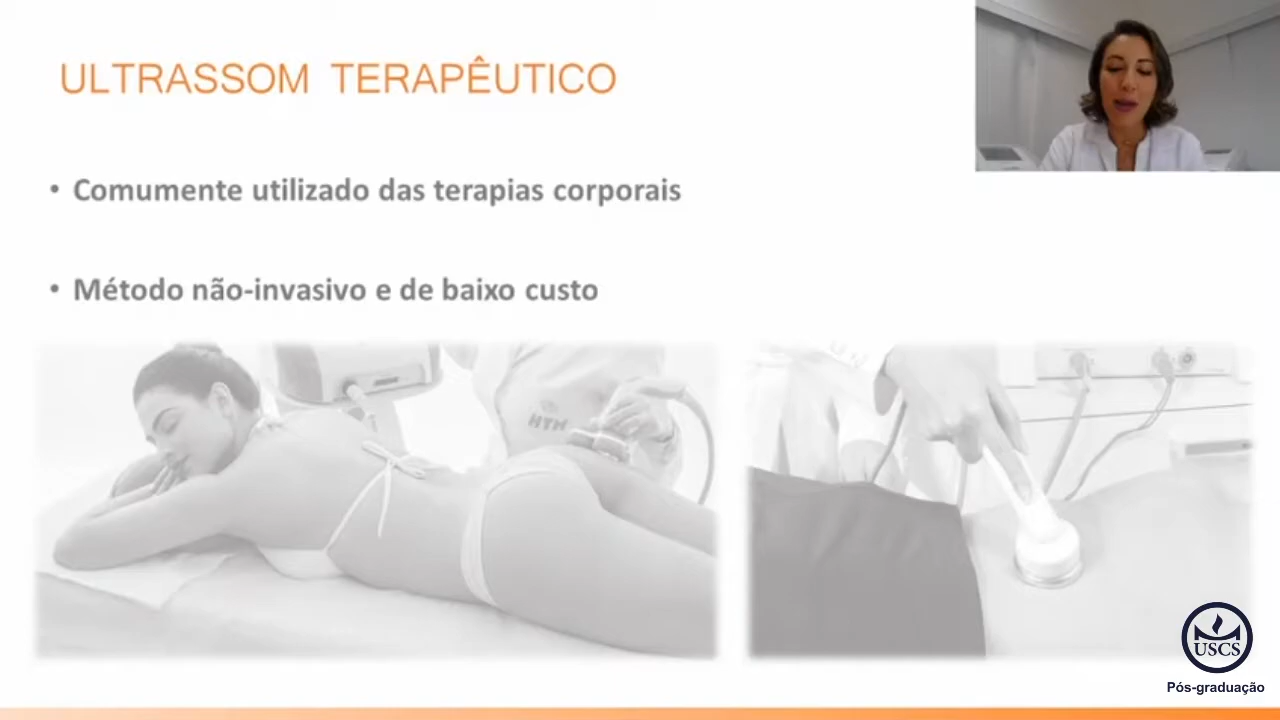 ULTRASSOM TERAPÊUTICO
• Comumente utilizado das terapias corporais
• Método não-invasivo e de baixo custo
HTM
USCS
Pós-graduação